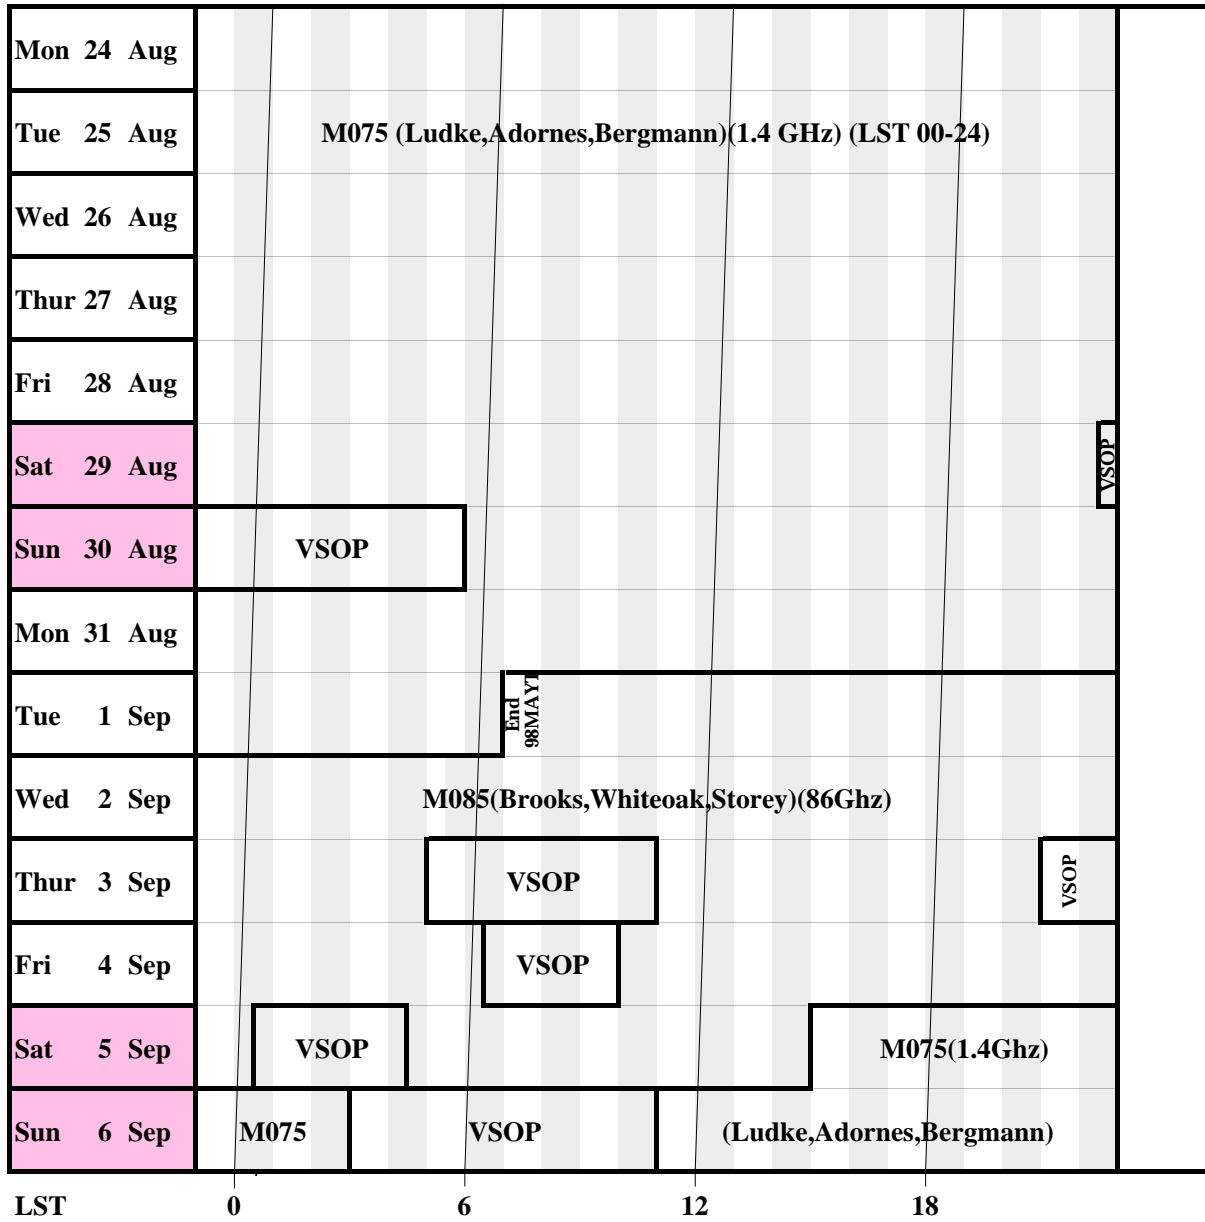 Mon 24 Aug
Tue 25 Aug M075 (Ludke,Adornes,Bergmann)(1.4 GHz) (LST 00-24)
Wed 26 Aug
Thur 27 Aug
Fri 28 Aug
Sat 29 Aug VSOP
Sun 30 Aug VSOP
Mon 31 Aug
Tue 1 Sep End
98MAYT
Wed 2 Sep M085(Brooks,Whiteoak,Storey)(86Ghz)
Thur 3 Sep VSOP VSOP
Fri 4 Sep VSOP
Sat 5 Sep VSOP M075(1.4Ghz)
Sun 6 Sep M075 VSOP (Ludke,Adornes,Bergmann)
LST 0 6 12 18